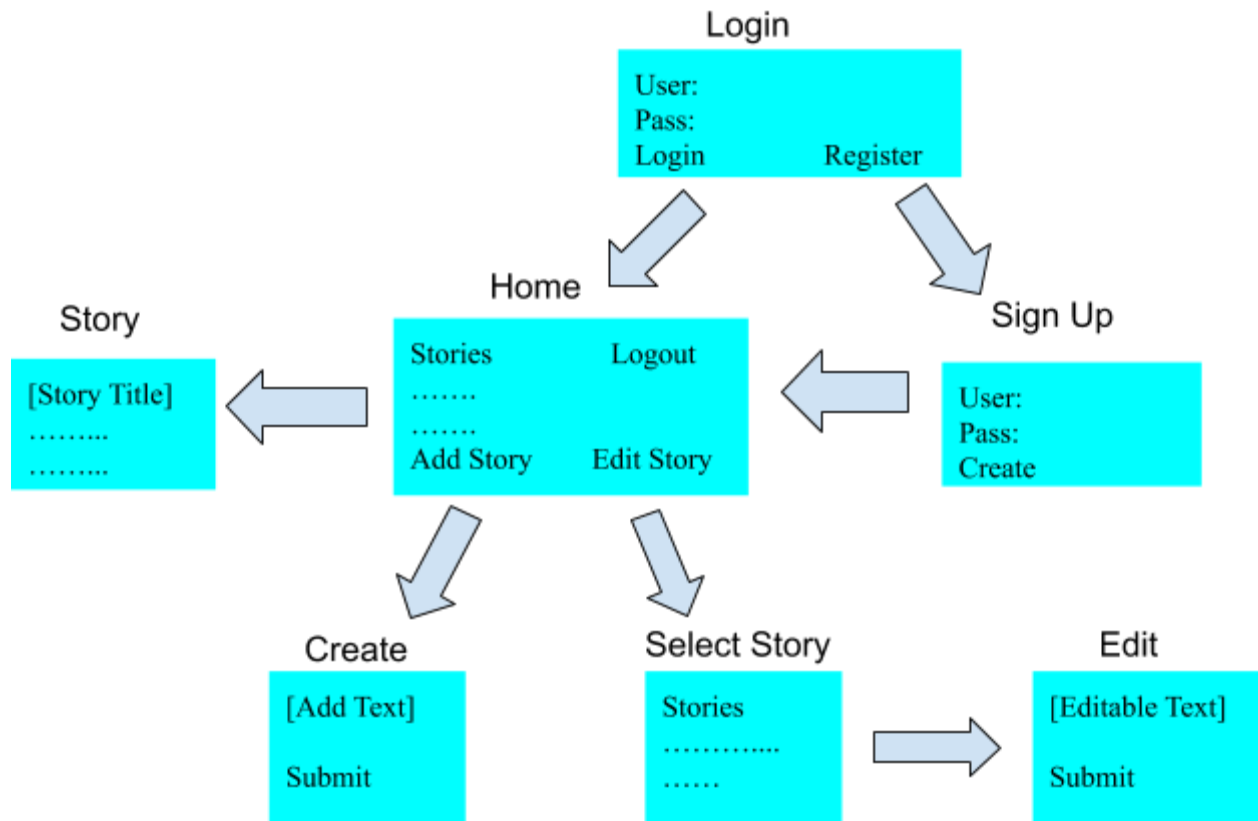 Login
User:
Pass:
Login Register
Home
Stories Logout
…….
…….
Add Story Edit Story
Sign Up
User:
Pass:
Create
Story
[Story Title]
……...
……...
Create
[Add Text]
Submit
Select Story
Stories
………....
……
Edit
[Editable Text]
Submit